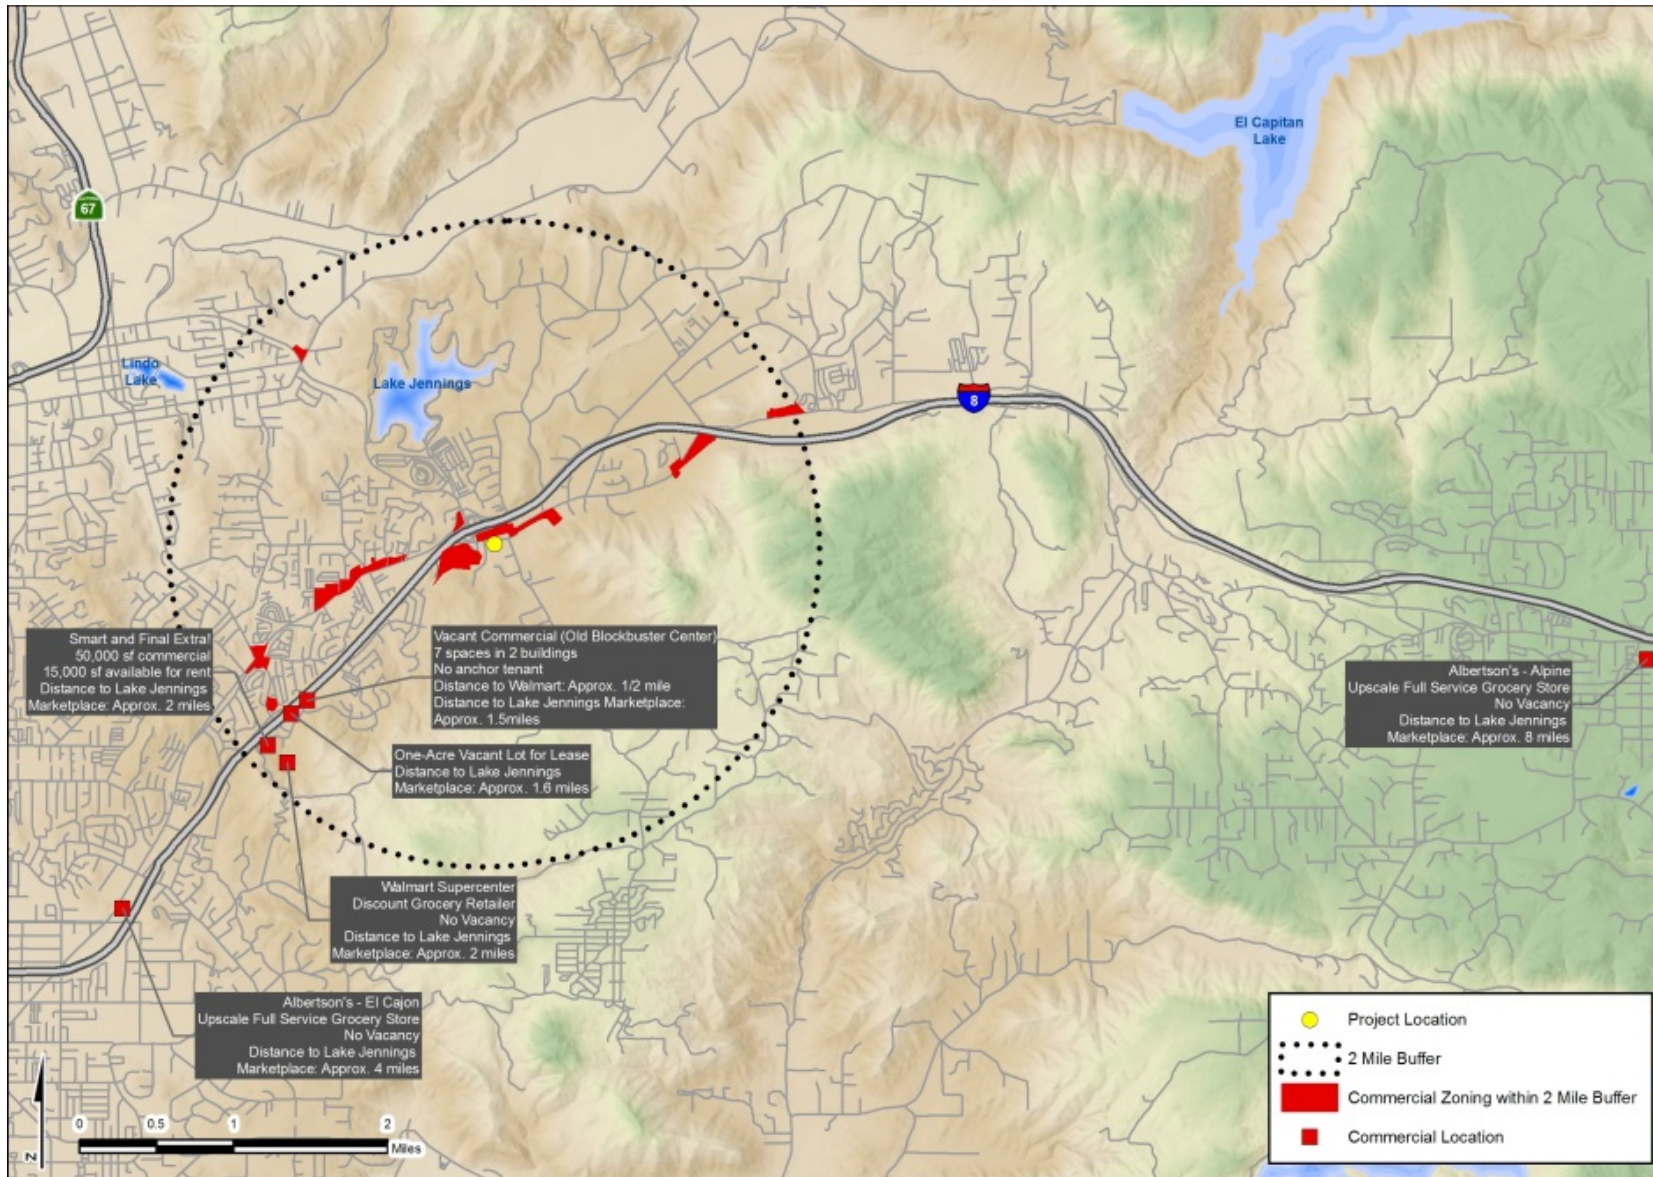 El Capitan
Lake
67
Lindo
Lake
Lake Jennings
8
Smart and Final Extra!
50,000 sf commercial
15,000 sf available for rent
Distance to Lake Jennings
Marketplace: Approx. 2 miles
Vacant Commercial (Old Blockbuster Center)
7 spaces in 2 buildings
No anchor tenant
Distance to Walmart: Approx. 1/2 mile
Distance to Lake Jennings Marketplace:
Approx. 1.5miles
Albertson's - Alpine
Upscale Full Service Grocery Store
No Vacancy
Distance to Lake Jennings
Marketplace: Approx. 8 miles
One-Acre Vacant Lot for Lease
Distance to Lake Jennings
Marketplace: Approx. 1.6 miles
Walmart Supercenter
Discount Grocery Retailer
No Vacancy
Distance to Lake Jennings
Marketplace: Approx. 2 miles
Albertson's - El Cajon
Upscale Full Service Grocery Store
No Vacancy
Distance to Lake Jennings
Marketplace: Approx. 4 miles
Project Location
2 Mile Buffer
Commercial Zoning within 2 Mile Buffer
Commercial Location
0 0.5 1 2
Miles
N